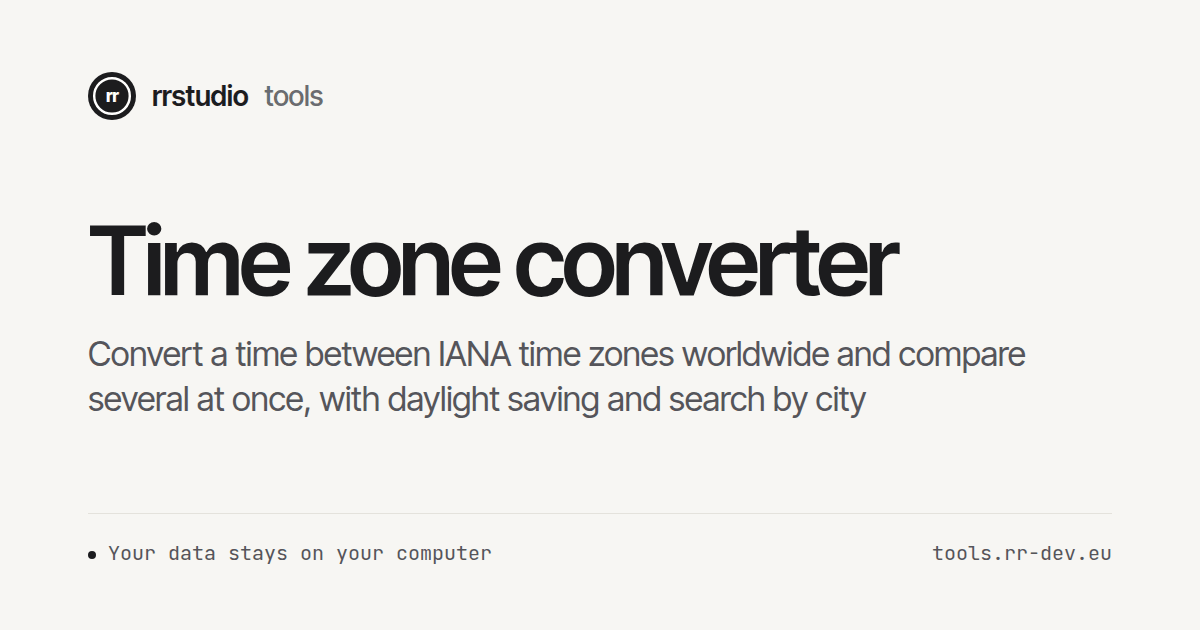 rr rrstudio tools
Time zone converter
Convert a time between IANA time zones worldwide and compare
several at once, with daylight saving and search by city
Your data stays on your computer
tools.rr-dev.eu